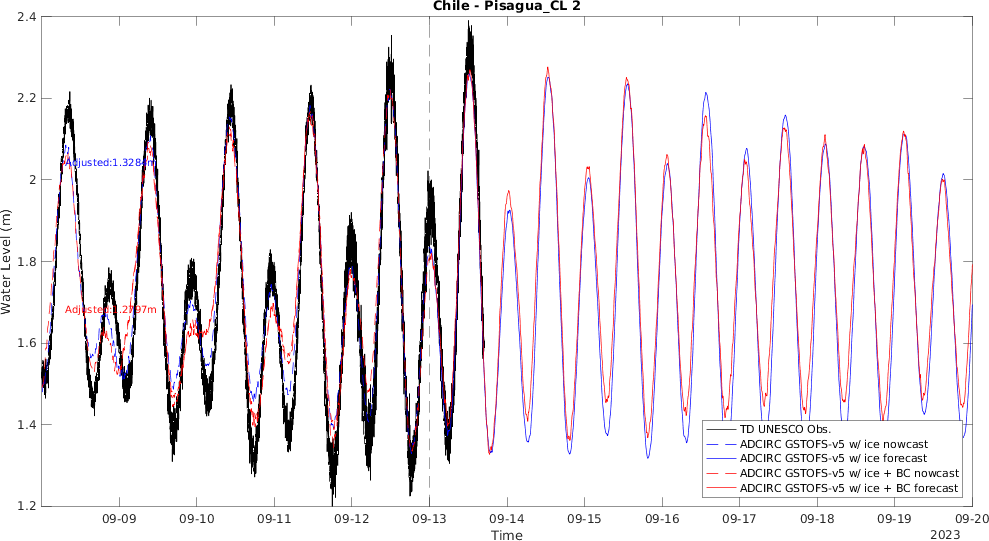 Chile - Pisagua_CL 2
Water Level (m)
2.4
2.2
2
1.8
1.6
1.4
1.2
Adjusted:1.3284m
Adjusted:1.2797m
TD UNESCO Obs.
ADCIRC GSTOFS-v5 w/ ice nowcast
ADCIRC GSTOFS-v5 w/ ice forecast
ADCIRC GSTOFS-v5 w/ ice + BC nowcast
ADCIRC GSTOFS-v5 w/ ice + BC forecast
09-09 09-10 09-11 09-12 09-13 09-14 09-15 09-16 09-17 09-18 09-19 09-20
Time
2023